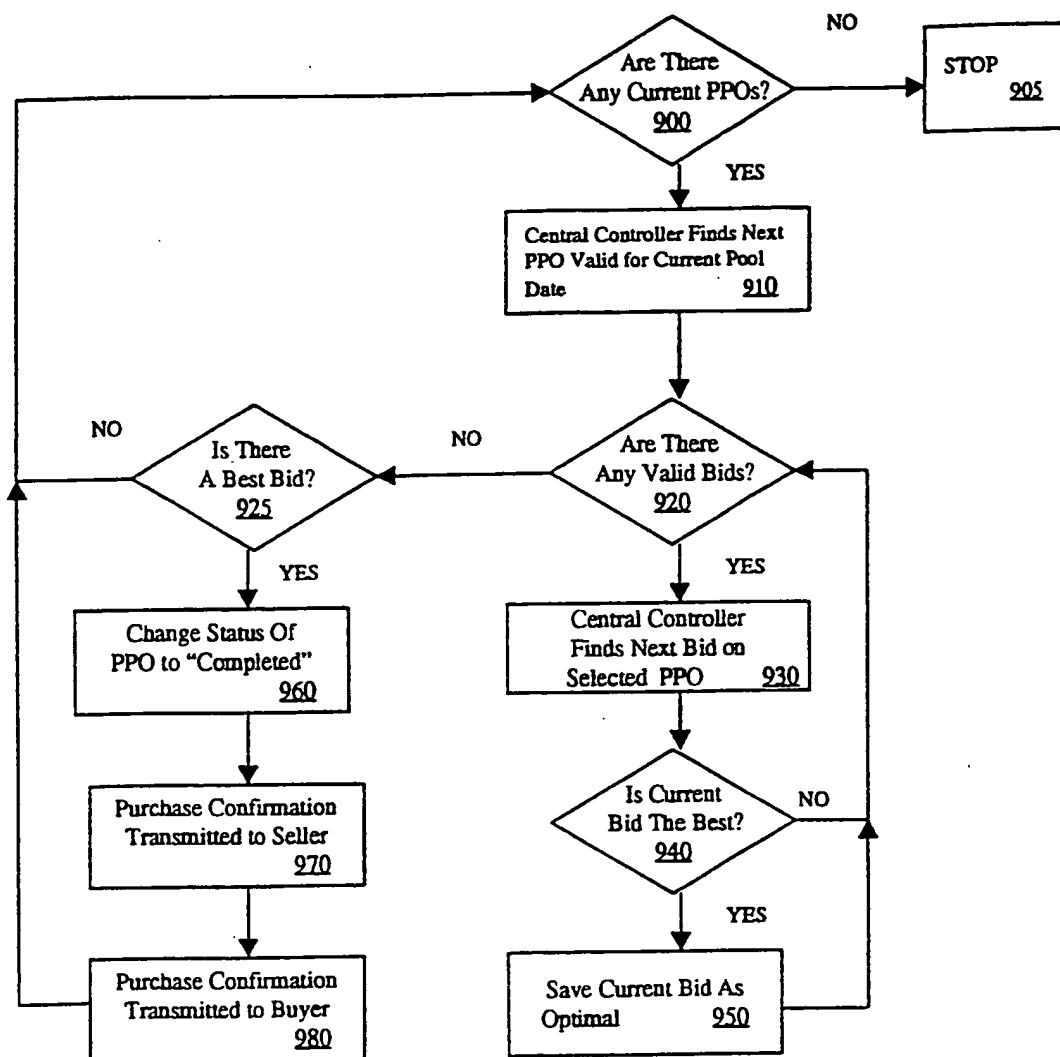 NO
Are There
Any Current PPOs?
900
STOP
905
YES
Central Controller Finds Next
PPO Valid for Current Pool
Date 910
NO
Is There
A Best Bid?
925
NO
Are There
Any Valid Bids?
920
YES
YES
Change Status Of
PPO to "Completed"
960
Central Controller
Finds Next Bid on
Selected PPO 930
Purchase Confirmation
Transmitted to Seller
970
Is Current
Bid The Best?
940
NO
YES
Purchase Confirmation
Transmitted to Buyer
980
Save Current Bid As
Optimal 950